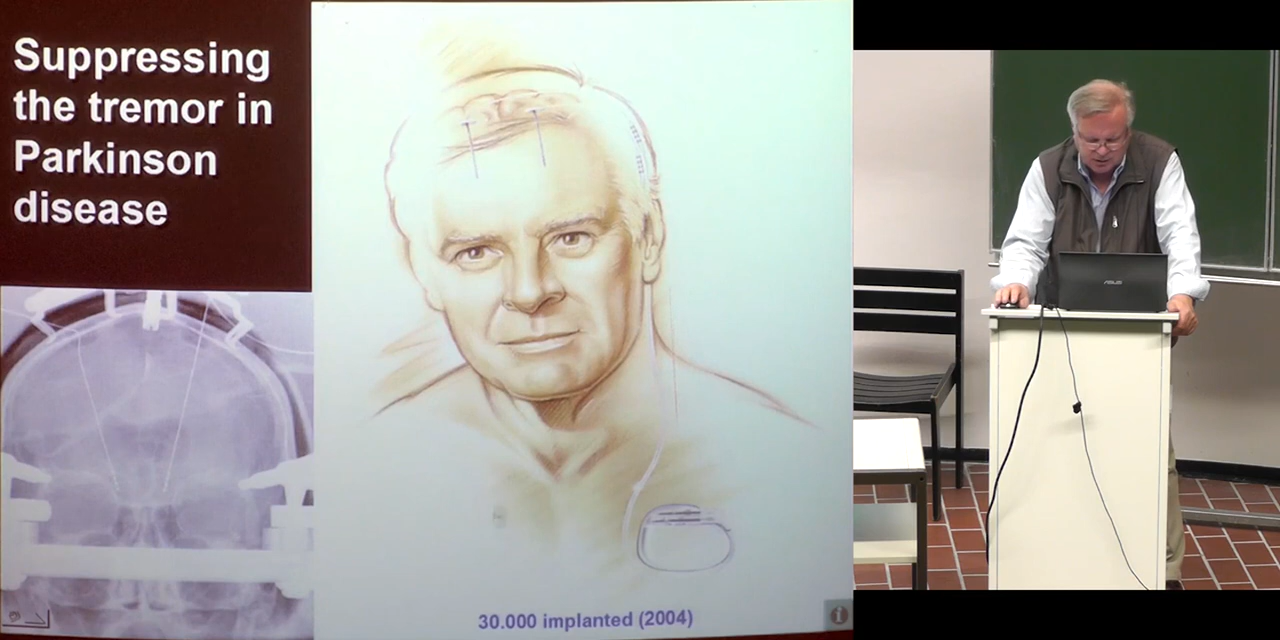 Suppressing
the tremor in
Parkinson
disease
30.000 implanted (2004)
i
ASUS